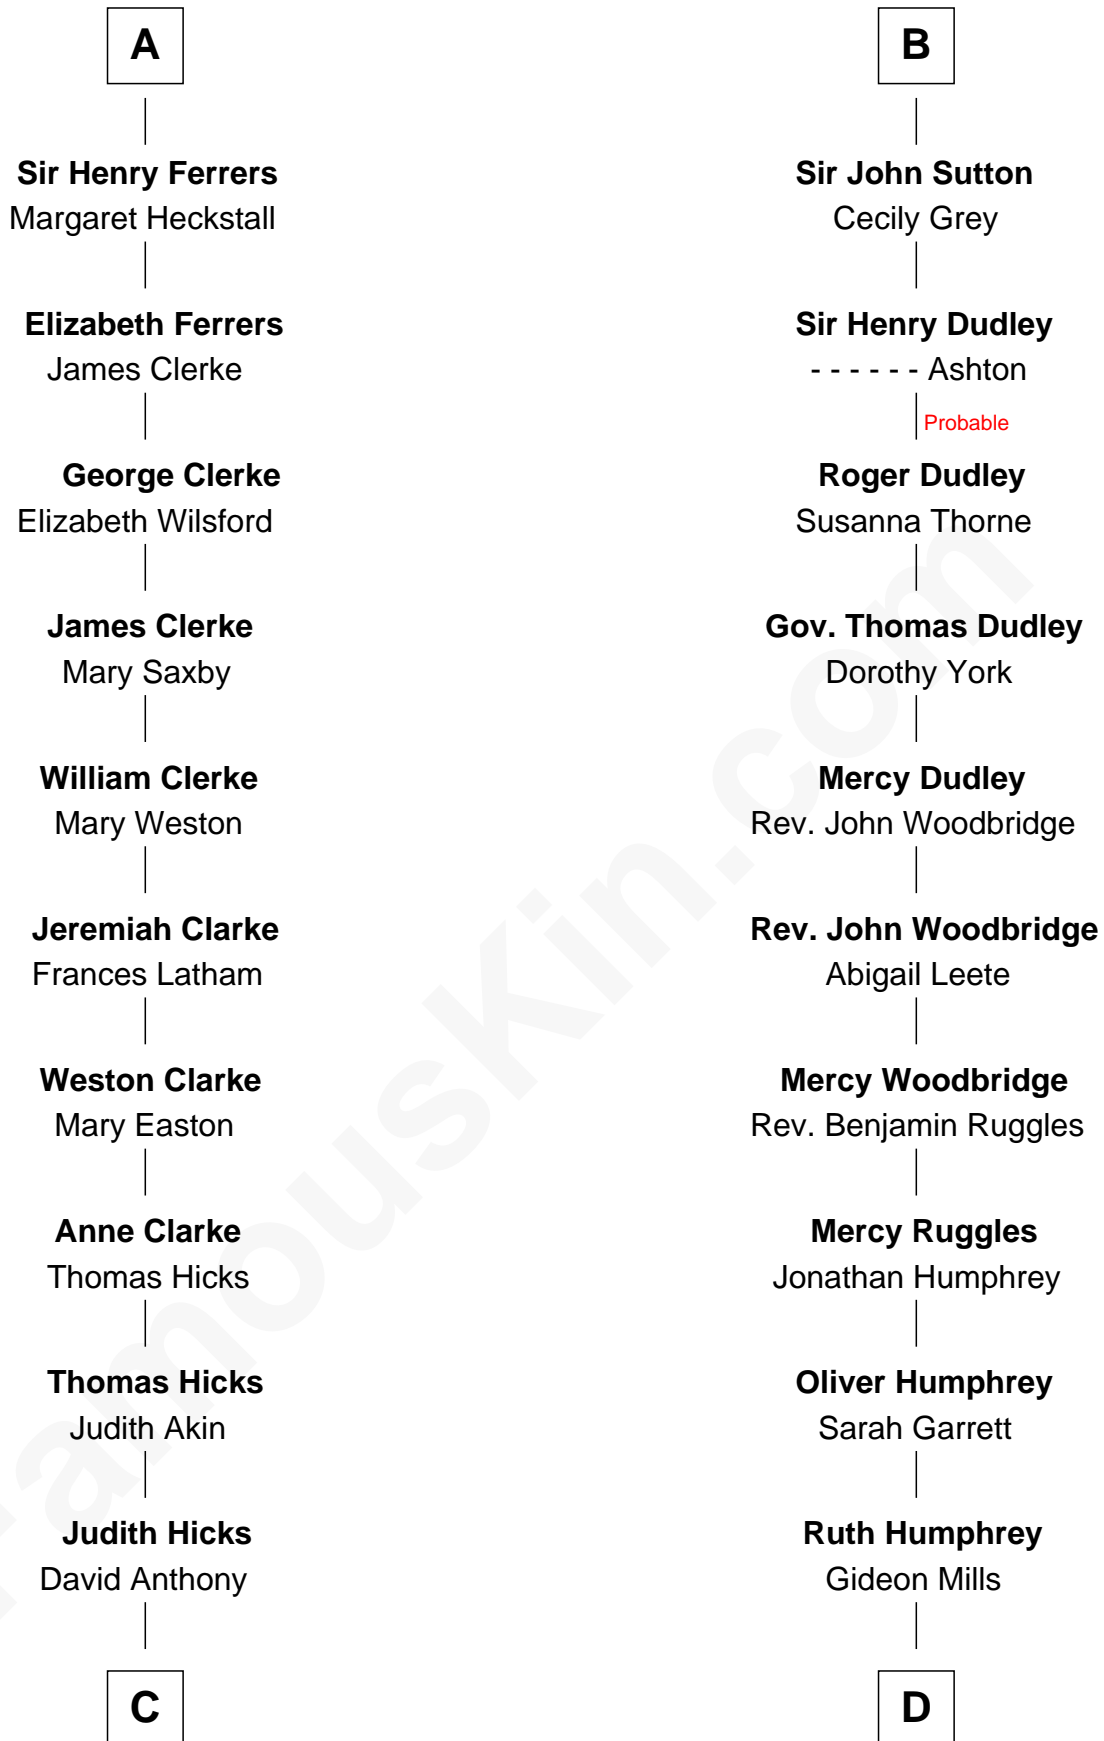 A
Sir Henry Ferrers
Margaret Heckstall
Elizabeth Ferrers
James Clerke
George Clerke
Elizabeth Wilsford
James Clerke
Mary Saxby
William Clerke
Mary Weston
Jeremiah Clarke
Frances Latham
Weston Clarke
Mary Easton
Anne Clarke
Thomas Hicks
Thomas Hicks
Judith Akin
Judith Hicks
David Anthony
C
B
Sir John Sutton
Cecily Grey
Sir Henry Dudley
- - - - - - Ashton
Probable
Roger Dudley
Susanna Thorne
Gov. Thomas Dudley
Dorothy York
Mercy Dudley
Rev. John Woodbridge
Rev. John Woodbridge
Abigail Leete
Mercy Woodbridge
Rev. Benjamin Ruggles
Mercy Ruggles
Jonathan Humphrey
Oliver Humphrey
Sarah Garrett
Ruth Humphrey
Gideon Mills
D
FamousKin.com